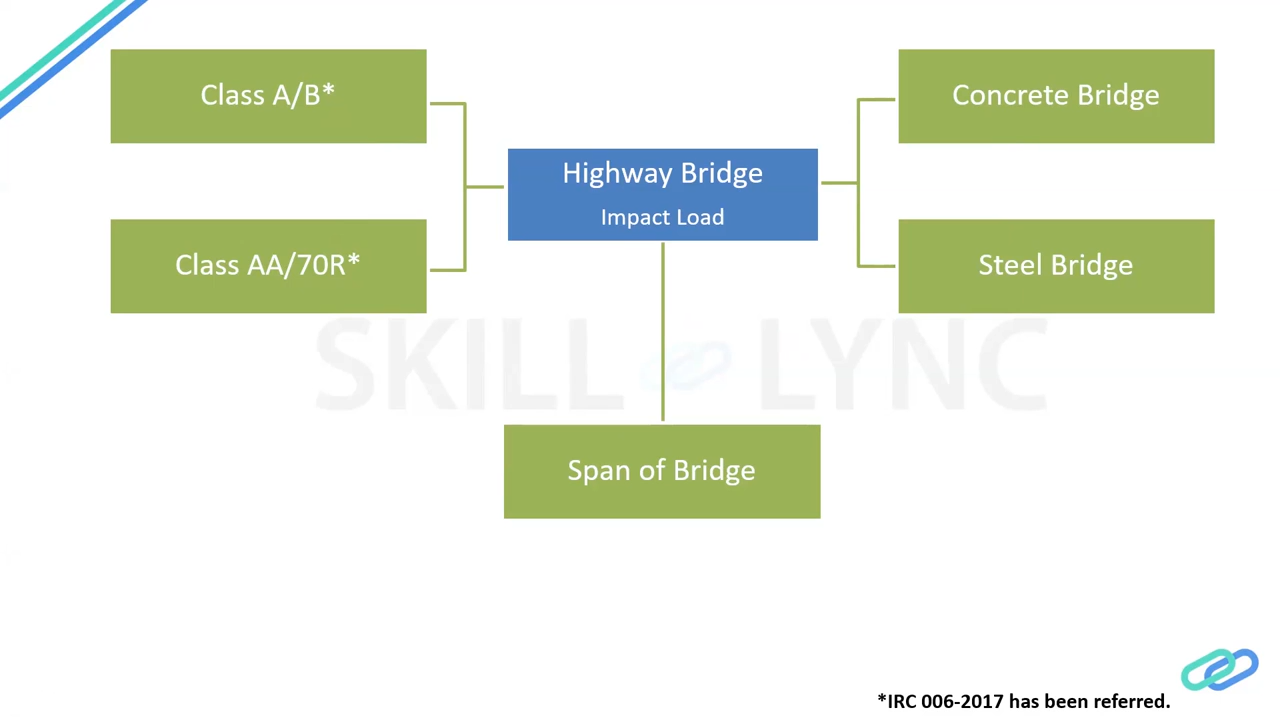 Class A/B*
Concrete Bridge
Highway Bridge
Impact Load
Class AA/70R*
Steel Bridge
SKILL LYNC
Span of Bridge
*IRC 006-2017 has been referred.